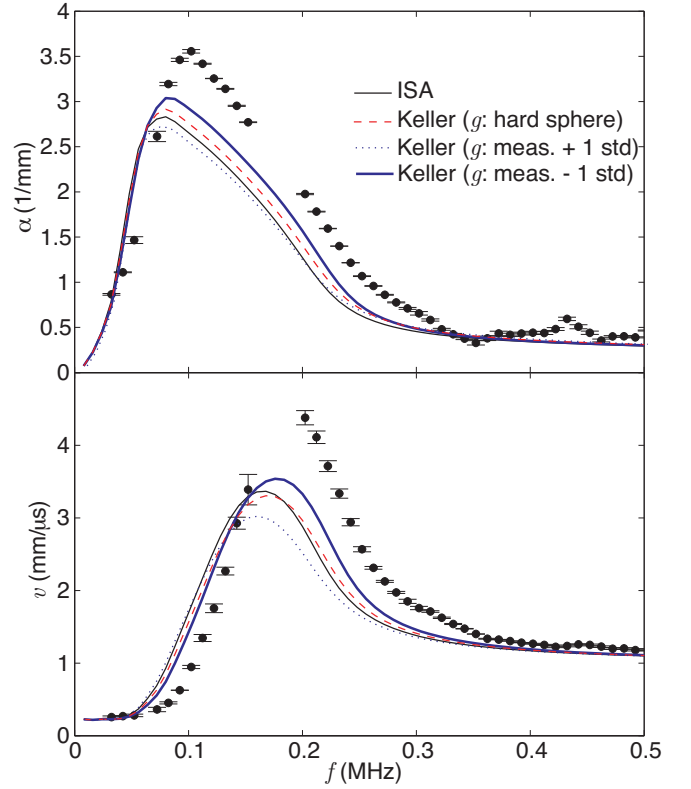 4
3.5
3
2.5
2
1.5
1
0.5
0
α (1/mm)
ISA
Keller (g: hard sphere)
Keller (g: meas. + 1 std)
Keller (g: meas. - 1 std)
4
3
2
1
0
v (mm/µs)
0 0.1 0.2 0.3 0.4 0.5
f (MHz)